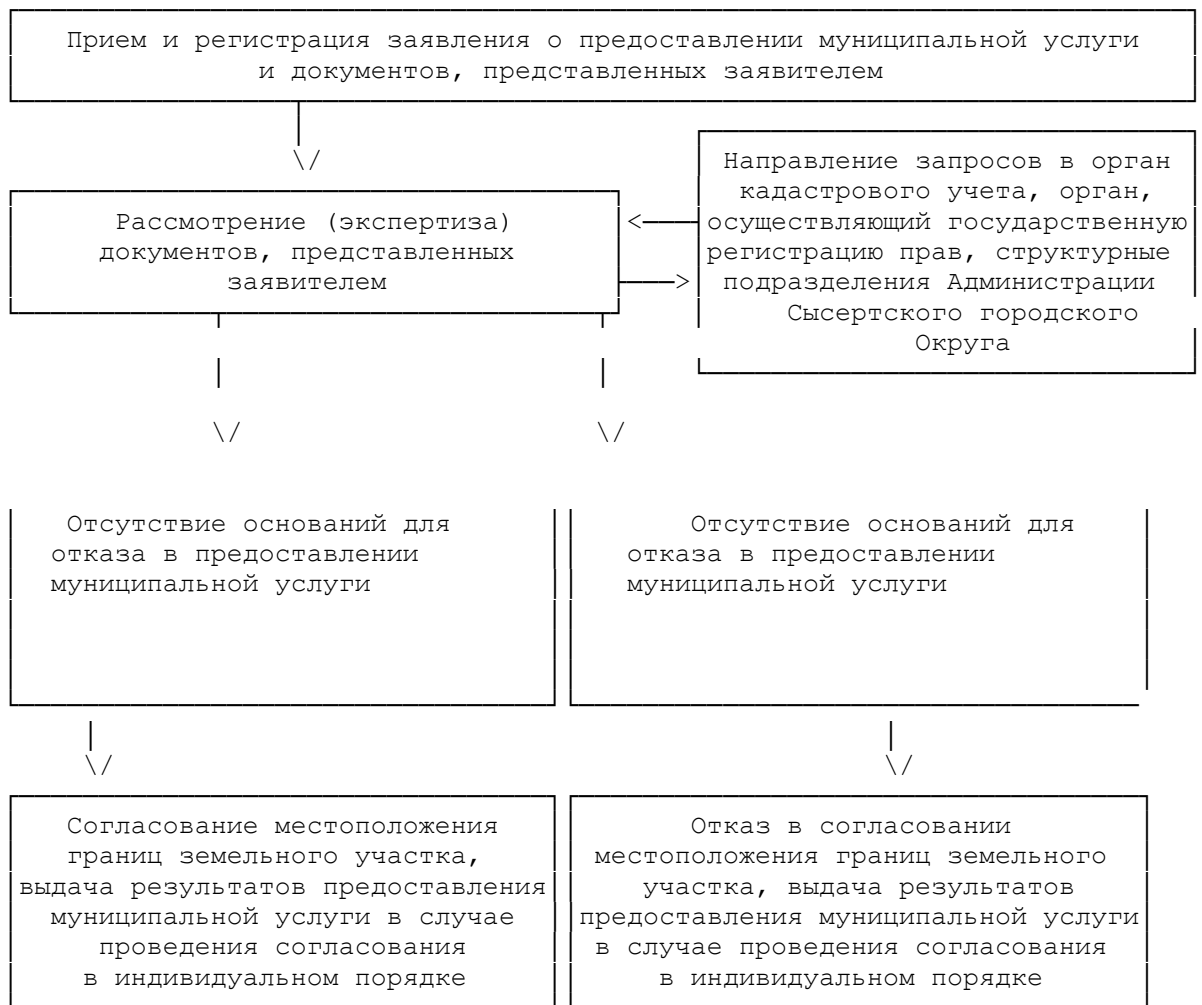 Прием и регистрация заявления о предоставлении муниципальной услуги
и документов, представленных заявителем
Рассмотрение (экспертиза)
документов, представленных
заявителем
Направление запросов в орган
кадастрового учета, орган,
осуществляющий государственную
регистрацию прав, структурные
подразделения Администрации
Сысертского городского
Округа
Отсутствие оснований для
отказа в предоставлении
муниципальной услуги
Отсутствие оснований для
отказа в предоставлении
муниципальной услуги
Согласование местоположения
границ земельного участка,
выдача результатов предоставления
муниципальной услуги в случае
проведения согласования
в индивидуальном порядке
Отказ в согласовании
местоположения границ земельного
участка, выдача результатов
предоставления муниципальной услуги
в случае проведения согласования
в индивидуальном порядке